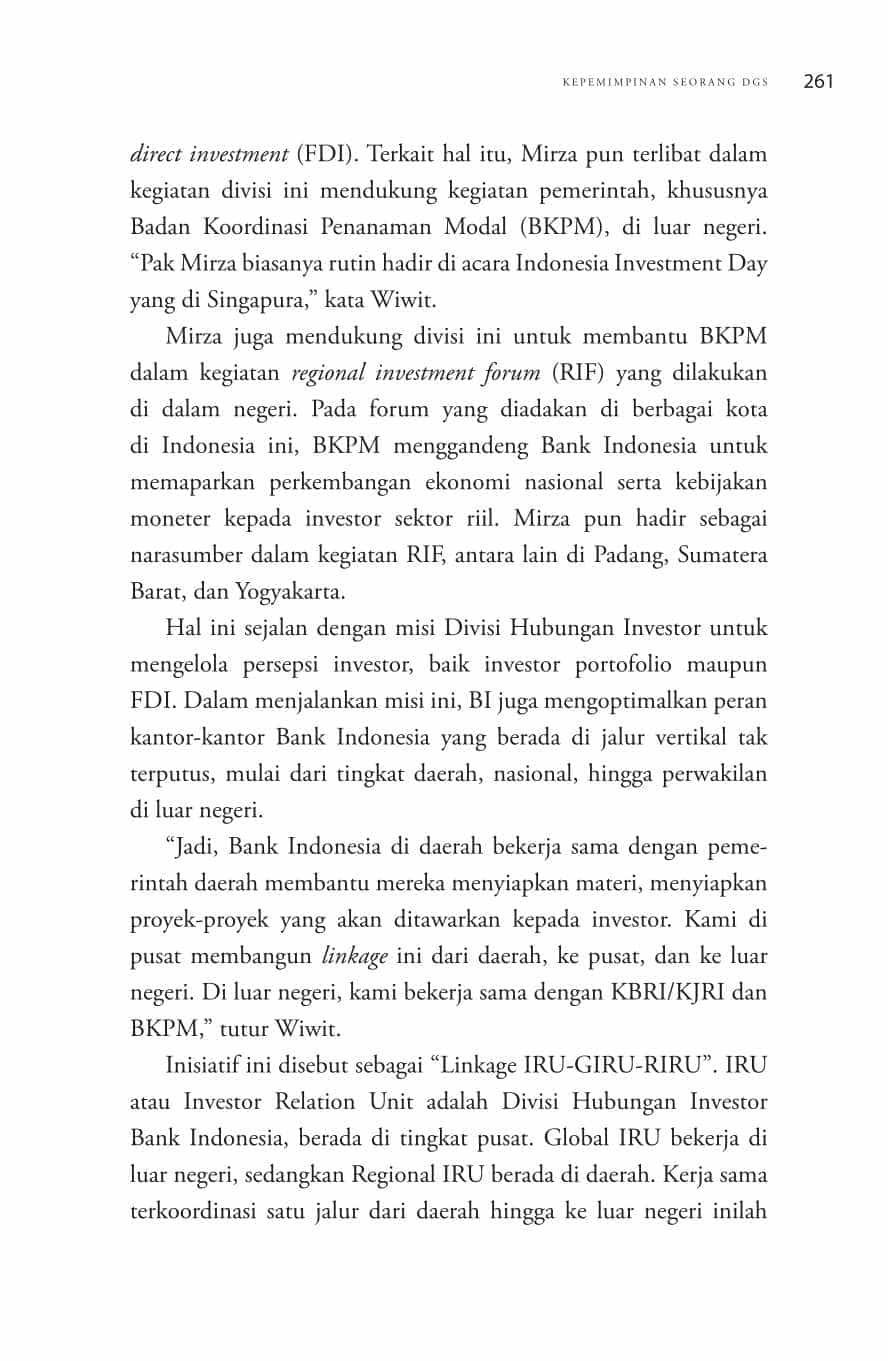 KEPEMIMPINAN SEORANG DGS 261
direct investment (FDI). Terkait hal itu, Mirza pun terlibat dalam
kegiatan divisi ini mendukung kegiatan pemerintah, khususnya
Badan Koordinasi Penanaman Modal (BKPM), di luar negeri.
“Pak Mirza biasanya rutin hadir di acara Indonesia Investment Day
yang di Singapura,” kata Wiwit.
Mirza juga mendukung divisi ini untuk membantu BKPM
dalam kegiatan regional investment forum (RIF) yang dilakukan
di dalam negeri. Pada forum yang diadakan di berbagai kota
di Indonesia ini, BKPM menggandeng Bank Indonesia untuk
memaparkan perkembangan ekonomi nasional serta kebijakan
moneter kepada investor sektor riil. Mirza pun hadir sebagai
narasumber dalam kegiatan RIF, antara lain di Padang, Sumatera
Barat, dan Yogyakarta.
Hal ini sejalan dengan misi Divisi Hubungan Investor untuk
mengelola persepsi investor, baik investor portofolio maupun
FDI. Dalam menjalankan misi ini, BI juga mengoptimalkan peran
kantor-kantor Bank Indonesia yang berada di jalur vertikal tak
terputus, mulai dari tingkat daerah, nasional, hingga perwakilan
di luar negeri.
“Jadi, Bank Indonesia di daerah bekerja sama dengan peme-
rintah daerah membantu mereka menyiapkan materi, menyiapkan
proyek-proyek yang akan ditawarkan kepada investor. Kami di
pusat membangun linkage ini dari daerah, ke pusat, dan ke luar
negeri. Di luar negeri, kami bekerja sama dengan KBRI/KJRI dan
BKPM,” tutur Wiwit.
Inisiatif ini disebut sebagai “Linkage IRU-GIRU-RIRU”. IRU
atau Investor Relation Unit adalah Divisi Hubungan Investor
Bank Indonesia, berada di tingkat pusat. Global IRU bekerja di
luar negeri, sedangkan Regional IRU berada di daerah. Kerja sama
terkoordinasi satu jalur dari daerah hingga ke luar negeri inilah